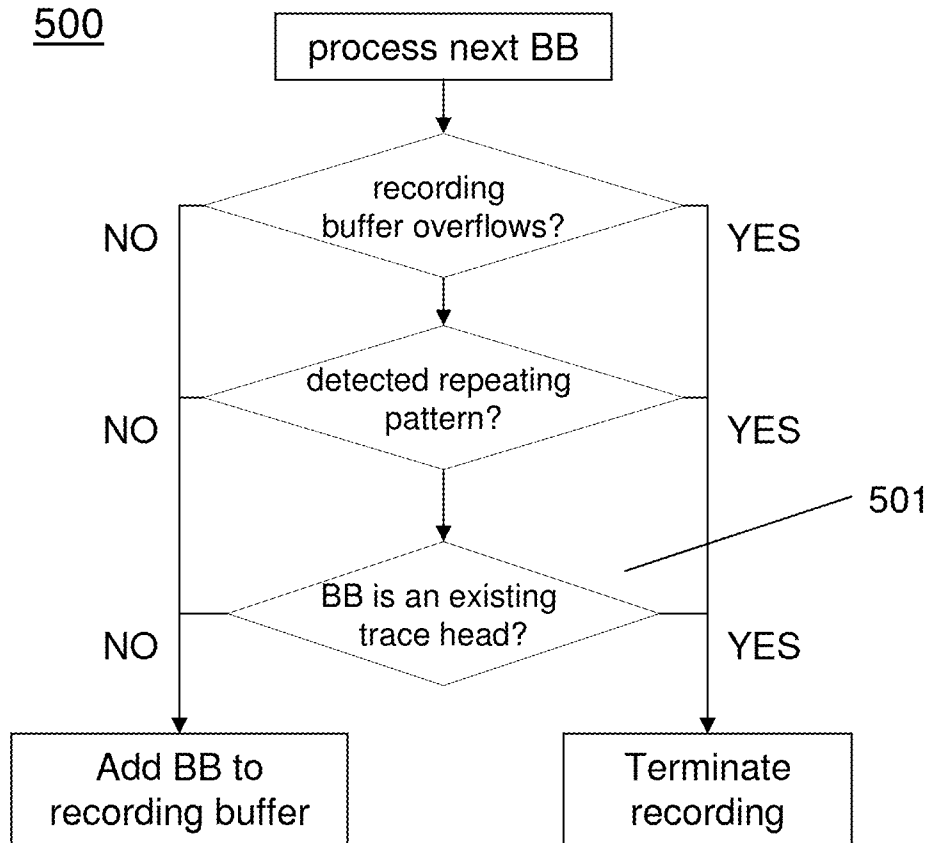 500
process next BB
recording
buffer overflows?
NO
YES
detected repeating
pattern?
NO
YES
501
BB is an existing
trace head?
NO
YES
Add BB to
recording buffer
Terminate
recording